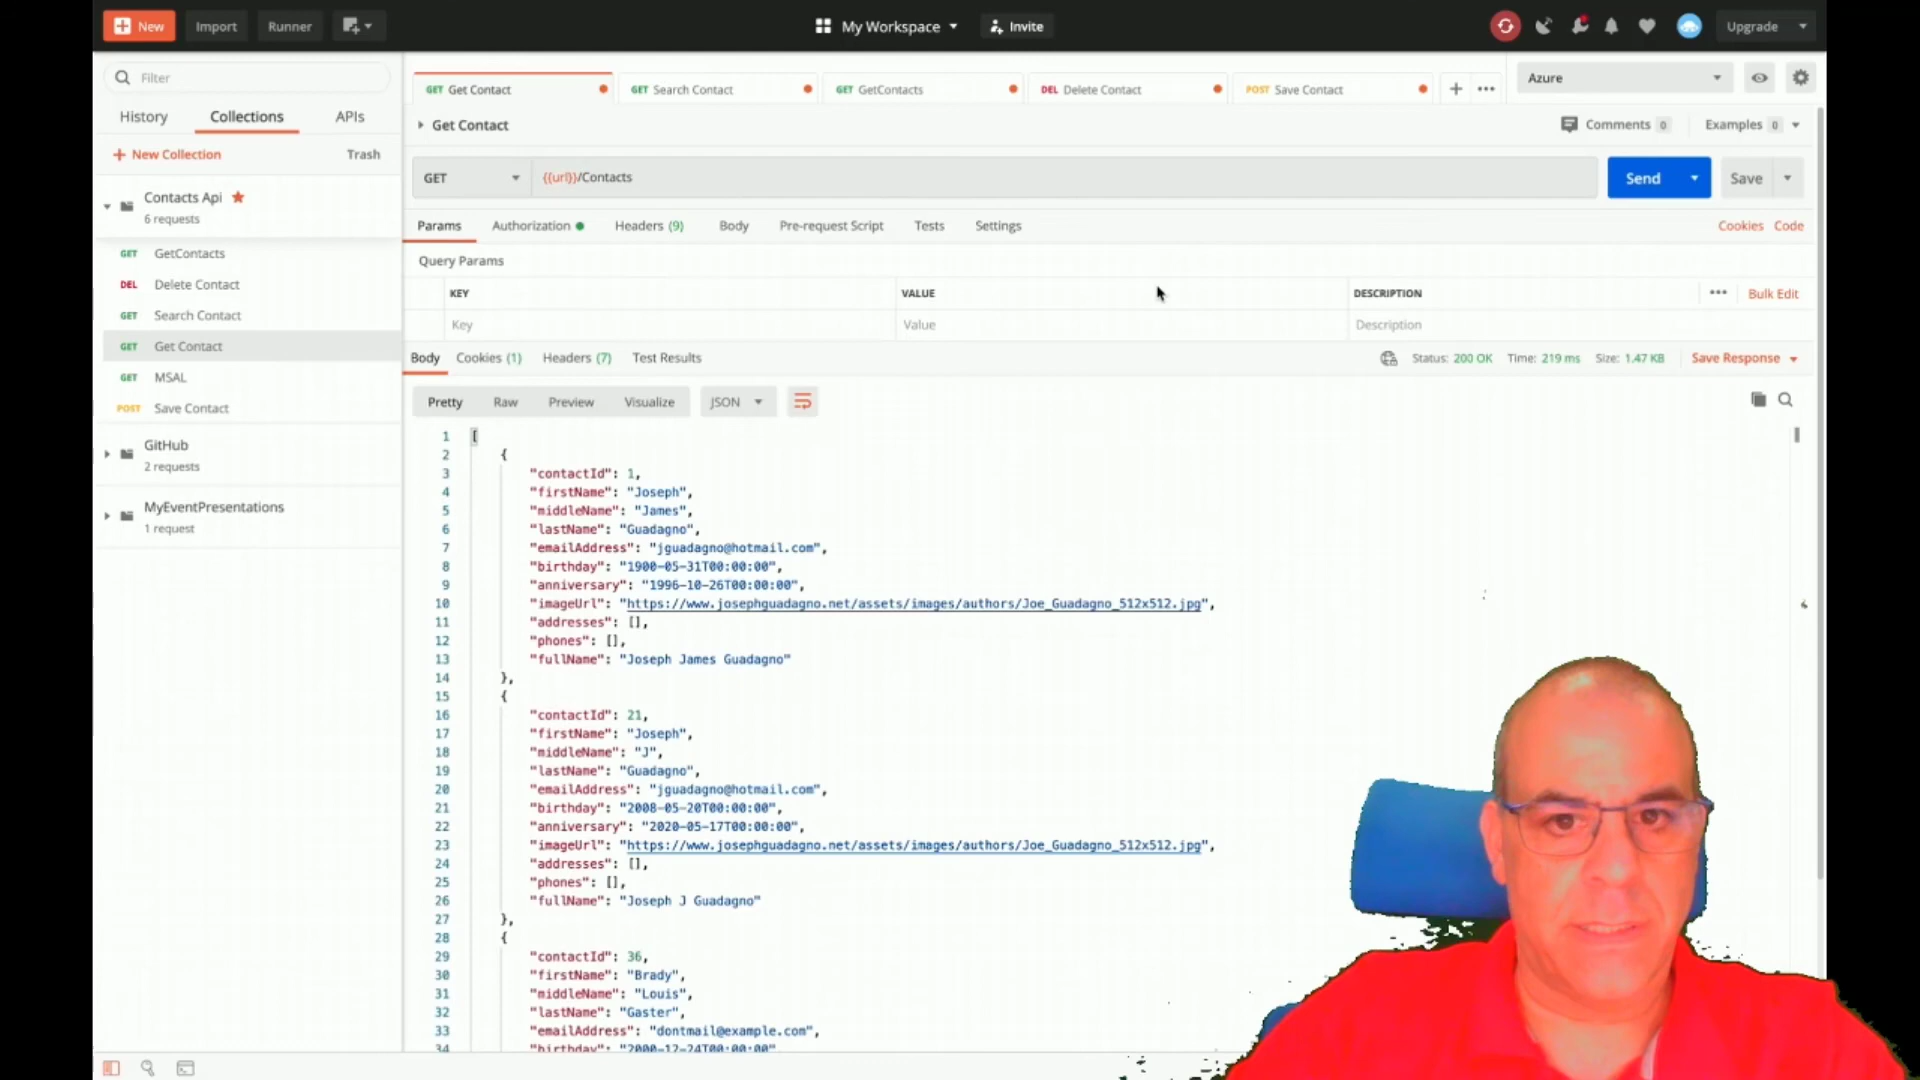 New
Import
Runner
My Workspace
Invite
Upgrade
Filter
History
Collections
APIs
New Collection
Trash
Contacts Api
6 requests
GET GetContacts
DEL Delete Contact
GET Search Contact
GET Get Contact
GET MSAL
POST Save Contact
GitHub
2 requests
MyEventPresentations
1 request
GET Get Contact
GET Search Contact
GET GetContacts
DEL Delete Contact
POST Save Contact
Azure
Get Contact
Comments 0
Examples 0
GET
{{url}}/Contacts
Send
Save
Params
Authorization
Headers (9)
Body
Pre-request Script
Tests
Settings
Cookies
Code
Query Params
KEY
VALUE
DESCRIPTION
Bulk Edit
Key
Value
Description
Body
Cookies (1)
Headers (7)
Test Results
Status: 200 OK
Time: 219 ms
Size: 1.47 KB
Save Response
Pretty
Raw
Preview
Visualize
JSON
1 [
2 {
3 "contactId": 1,
4 "firstName": "Joseph",
5 "middleName": "James",
6 "lastName": "Guadagno",
7 "emailAddress": "jguadagno@hotmail.com",
8 "birthday": "1900-05-31T00:00:00",
9 "anniversary": "1996-10-26T00:00:00",
10 "imageUrl": "https://www.josephguadagno.net/assets/images/authors/Joe_Guadagno_512x512.jpg",
11 "addresses": [],
12 "phones": [],
13 "fullName": "Joseph James Guadagno"
14 },
15 {
16 "contactId": 21,
17 "firstName": "Joseph",
18 "middleName": "J",
19 "lastName": "Guadagno",
20 "emailAddress": "jguadagno@hotmail.com",
21 "birthday": "2008-05-20T00:00:00",
22 "anniversary": "2020-05-17T00:00:00",
23 "imageUrl": "https://www.josephguadagno.net/assets/images/authors/Joe_Guadagno_512x512.jpg",
24 "addresses": [],
25 "phones": [],
26 "fullName": "Joseph J Guadagno"
27 },
28 {
29 "contactId": 36,
30 "firstName": "Brady",
31 "middleName": "Louis",
32 "lastName": "Gaster",
33 "emailAddress": "dontmail@example.com",
34 "birthday": "2000-12-24T00:00:00"